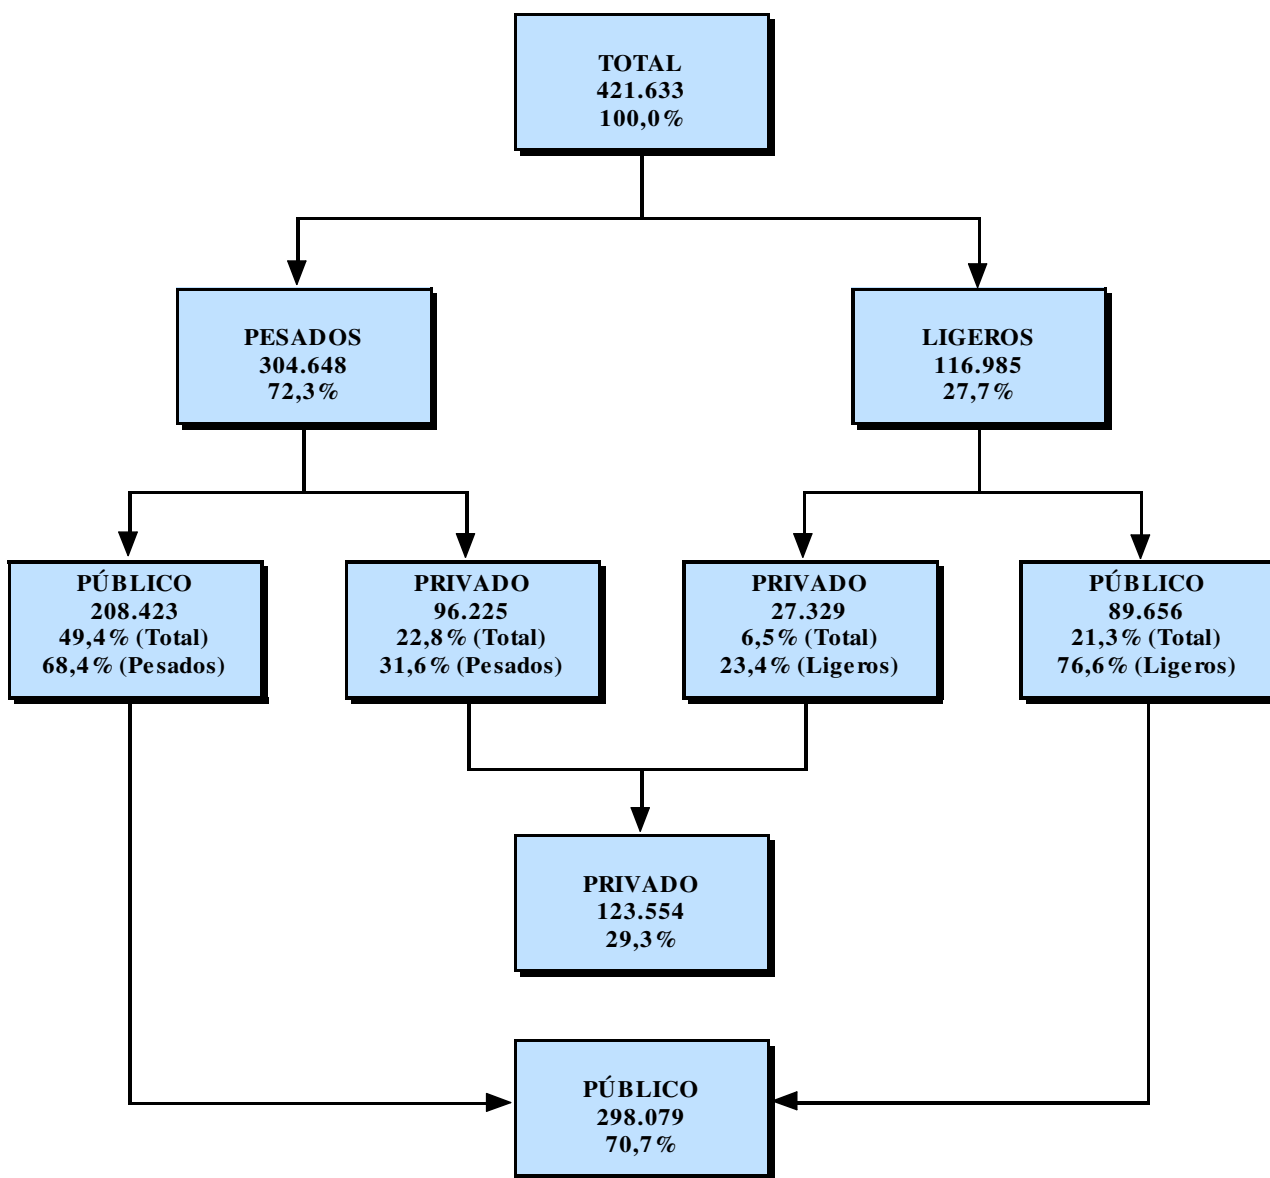 TOTAL
421.633
100,0%
PESADOS
304.648
72,3%
LIGEROS
116.985
27,7%
PÚBLICO
208.423
49,4% (Total)
68,4% (Pesados)
PRIVADO
96.225
22,8% (Total)
31,6% (Pesados)
PRIVADO
27.329
6,5% (Total)
23,4% (Ligeros)
PÚBLICO
89.656
21,3% (Total)
76,6% (Ligeros)
PRIVADO
123.554
29,3%
PÚBLICO
298.079
70,7%